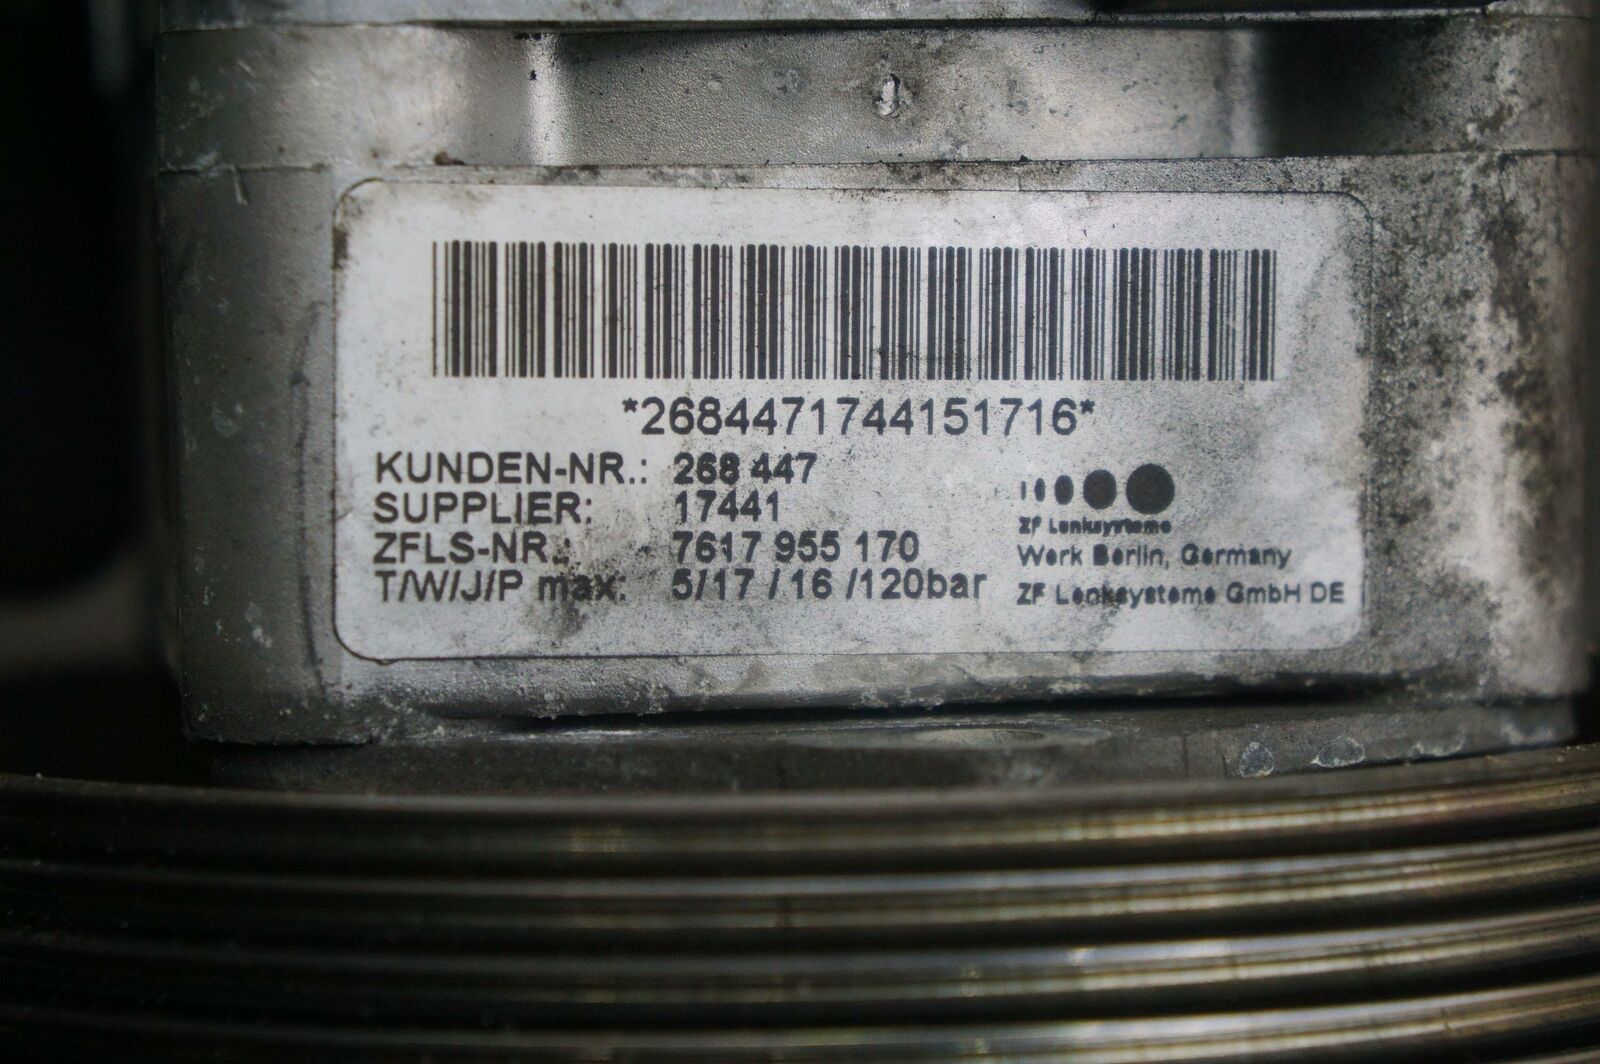 *2684471744151716*
KUNDEN-NR.: 268 447
SUPPLIER: 17441
ZFLS-NR.: 7617 955 170
T/W/J/P max: 5/17 / 16 /120bar
ZF Lenksysteme
Werk Berlin, Germany
ZF Lenksysteme GmbH DE